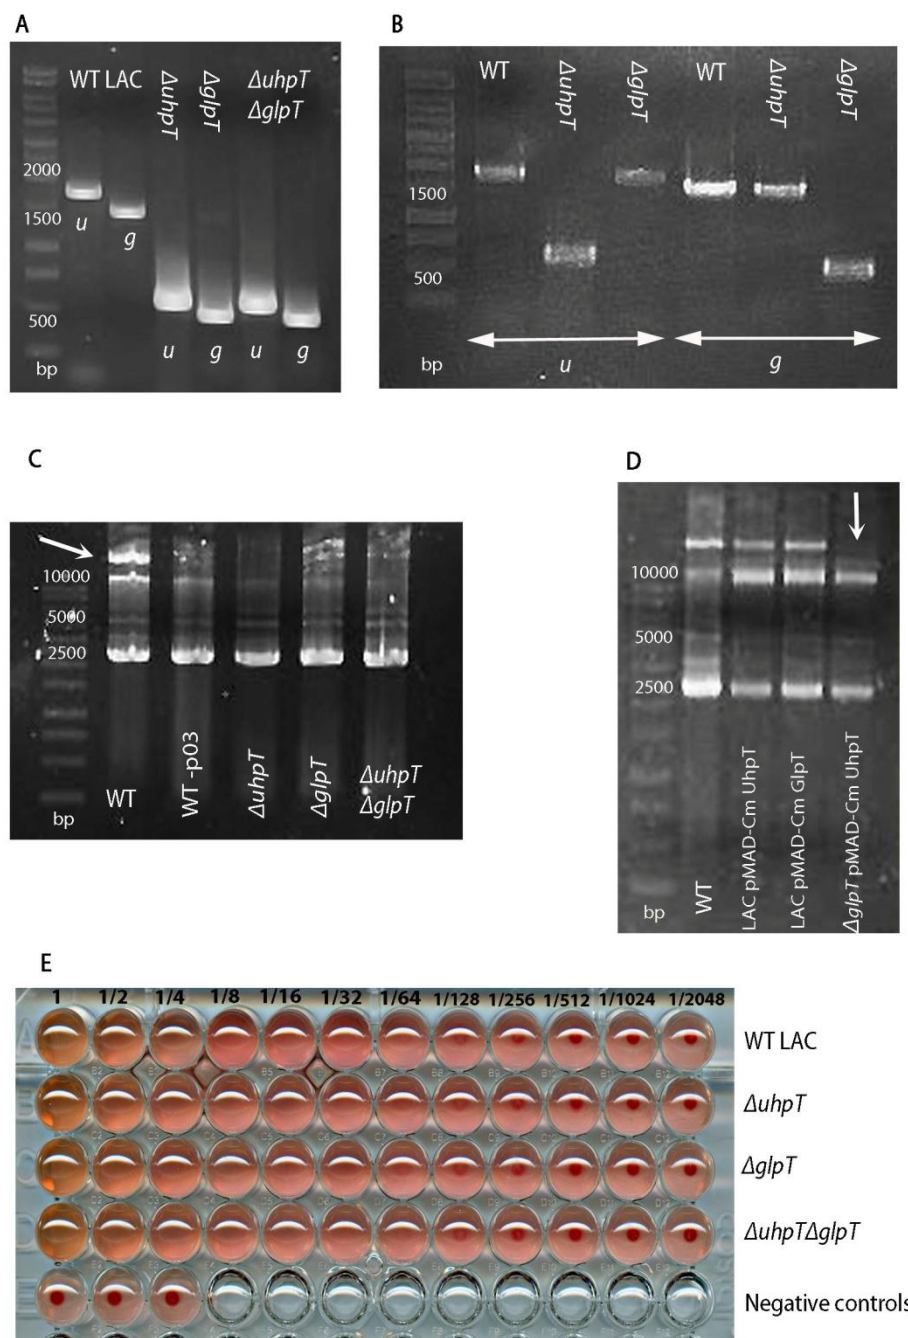 A
WT LAC
ΔuhpT
ΔglpT
ΔuhpT
ΔglpT
2000
1500
500
bp
u
g
u
g
u
g
B
WT
ΔuhpT
ΔglpT
WT
ΔuhpT
ΔglpT
1500
500
bp
u
g
C
10000
5000
2500
bp
WT
WT -p03
ΔuhpT
ΔglpT
ΔuhpT
ΔglpT
D
10000
5000
2500
bp
WT
LAC pMAD-Cm UhpT
LAC pMAD-Cm GlpT
ΔglpT pMAD-Cm UhpT
E
1 1/2 1/4 1/8 1/16 1/32 1/64 1/128 1/256 1/512 1/1024 1/2048
WT LAC
ΔuhpT
ΔglpT
ΔuhpTΔglpT
Negative controls